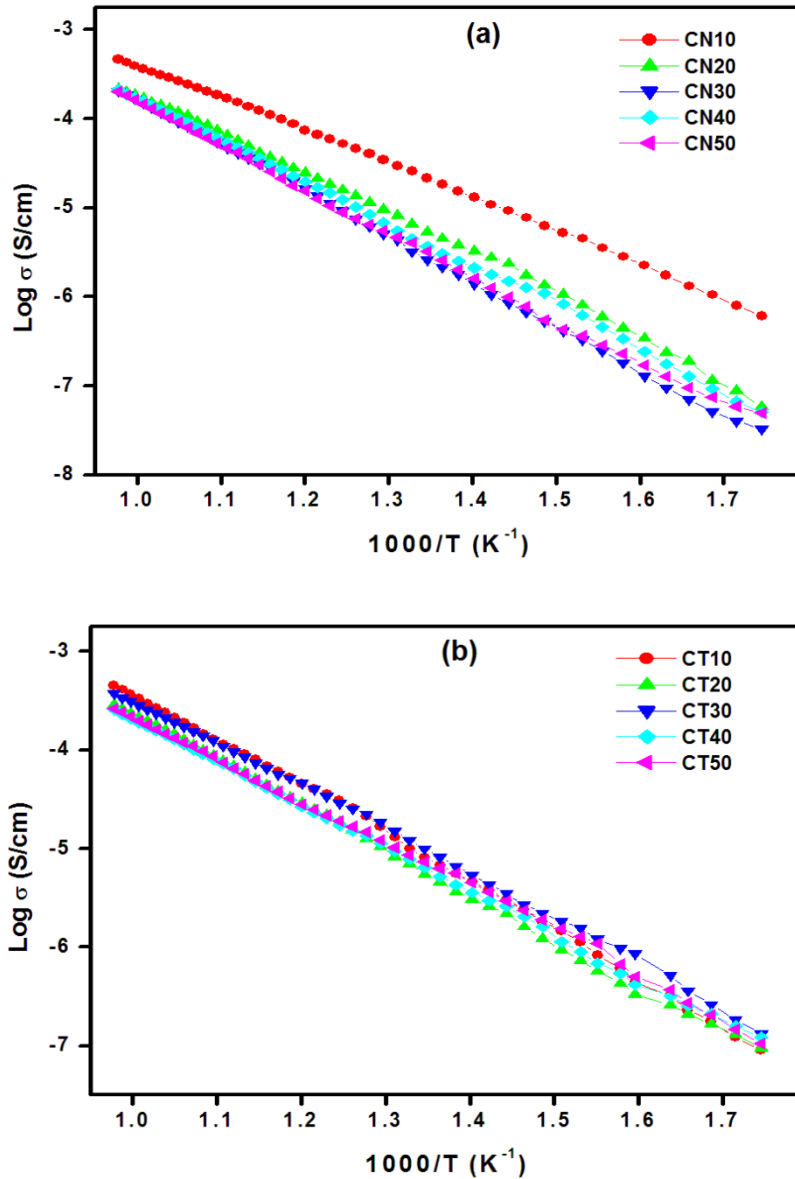 (a)
CN10
CN20
CN30
CN40
CN50
-3
-4
-5
-6
-7
-8
Log σ (S/cm)
1.0 1.1 1.2 1.3 1.4 1.5 1.6 1.7
1000/T (K⁻¹)
(b)
CT10
CT20
CT30
CT40
CT50
-3
-4
-5
-6
-7
Log σ (S/cm)
1.0 1.1 1.2 1.3 1.4 1.5 1.6 1.7
1000/T (K⁻¹)